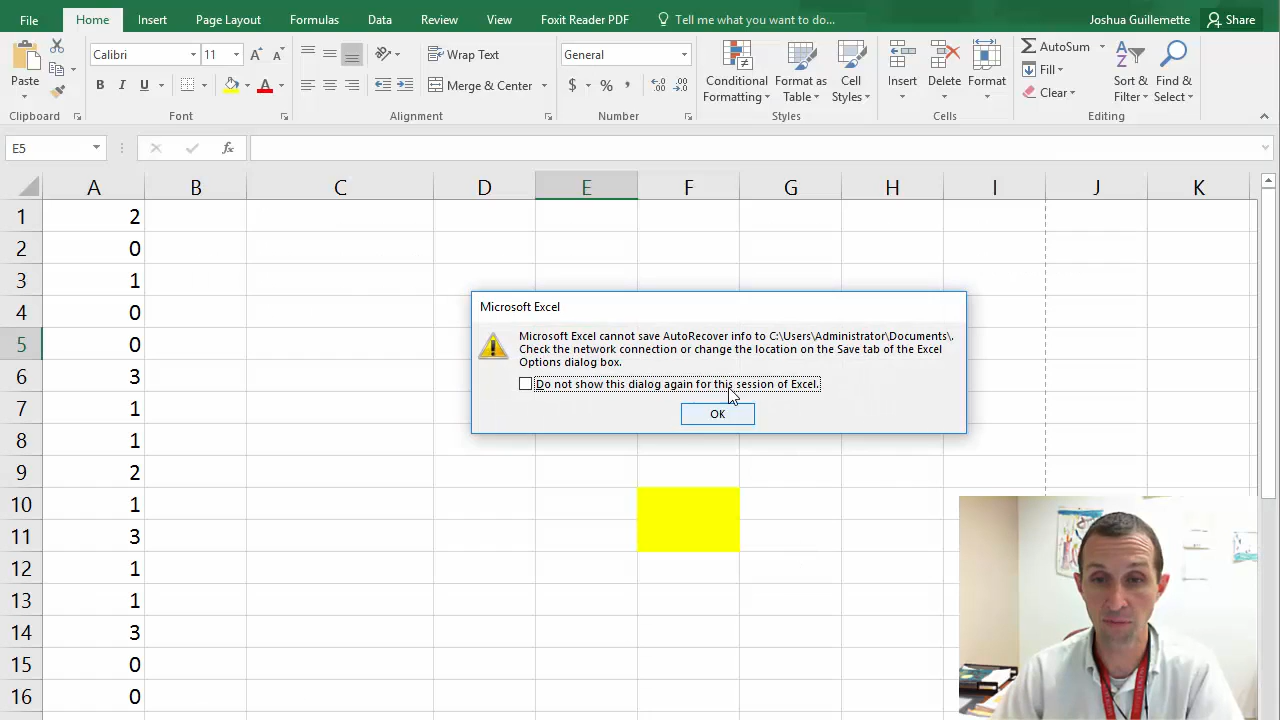 File Home Insert Page Layout Formulas Data Review View Foxit Reader PDF Tell me what you want to do... Joshua Guillemette Share
Calibri 11 Wrap Text General AutoSum
Paste Conditional Format as Cell Insert Delete Format Fill Sort & Find &
B I U Merge & Center $ % , Formatting Table Styles Clear Filter Select
Clipboard Font Alignment Number Styles Cells Editing
E5 fx
A B C D E F G H I J K
1 2
2 0
3 1
4 0
5 0
6 3
7 1
8 1
9 2
10 1
11 3
12 1
13 1
14 3
15 0
16 0
Microsoft Excel
Microsoft Excel cannot save AutoRecover info to C:\Users\Administrator\Documents\.
Check the network connection or change the location on the Save tab of the Excel
Options dialog box.
Do not show this dialog again for this session of Excel.
OK